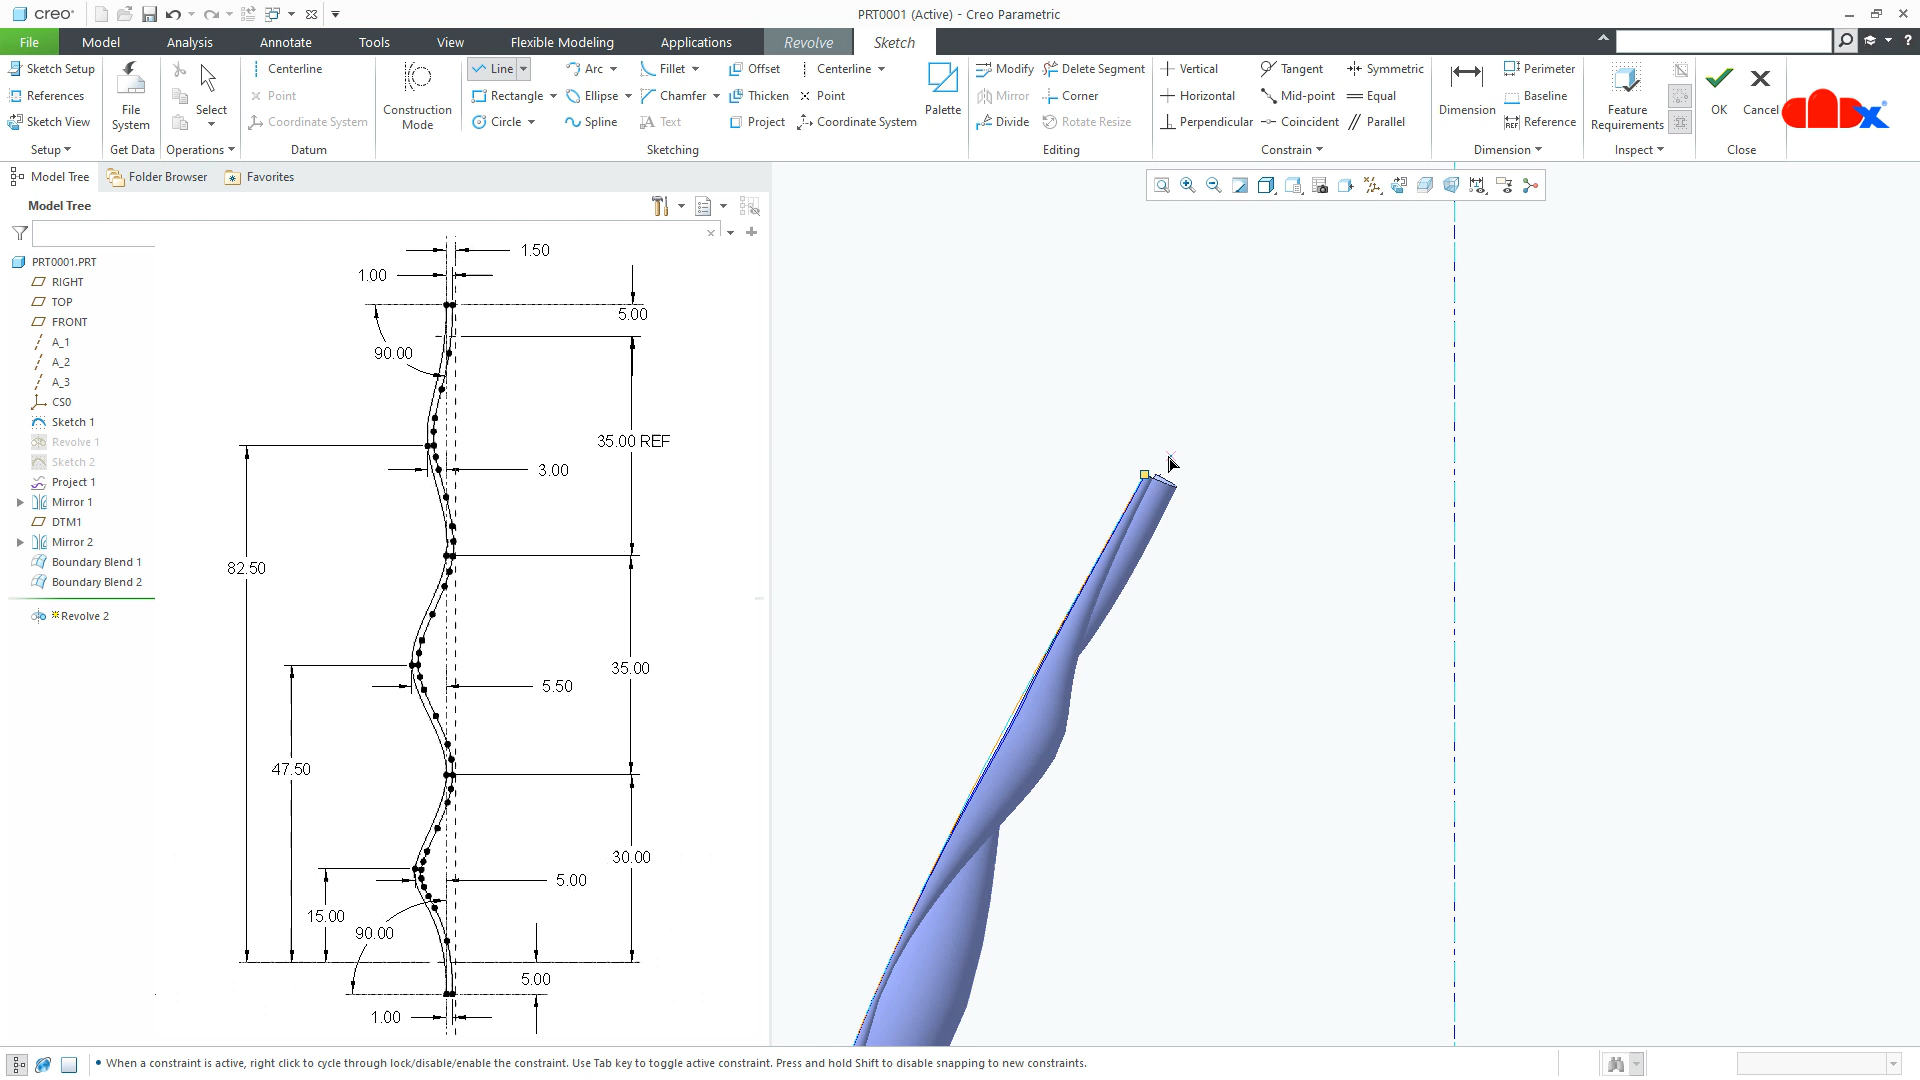 creo°
PRT0001 (Active) - Creo Parametric
File
Model
Analysis
Annotate
Tools
View
Flexible Modeling
Applications
Revolve
Sketch
Sketch Setup
References
Sketch View
Setup
File System
Get Data
Select
Operations
Centerline
Point
Coordinate System
Datum
Construction Mode
Line
Arc
Fillet
Offset
Centerline
Rectangle
Ellipse
Chamfer
Thicken
Point
Circle
Spline
Text
Project
Coordinate System
Palette
Sketching
Modify
Delete Segment
Mirror
Corner
Divide
Rotate Resize
Editing
Vertical
Tangent
Symmetric
Horizontal
Mid-point
Equal
Perpendicular
Coincident
Parallel
Constrain
Dimension
Perimeter
Baseline
REF Reference
Dimension
Feature Requirements
Inspect
OK
Cancel
Close
Model Tree
Folder Browser
Favorites
Model Tree
PRT0001.PRT
RIGHT
TOP
FRONT
A_1
A_2
A_3
CS0
Sketch 1
Revolve 1
Sketch 2
Project 1
Mirror 1
DTM1
Mirror 2
Boundary Blend 1
Boundary Blend 2
Revolve 2
1.50
1.00
5.00
90.00
35.00 REF
3.00
82.50
35.00
5.50
47.50
30.00
5.00
15.00
90.00
5.00
1.00
When a constraint is active, right click to cycle through lock/disable/enable the constraint. Use Tab key to toggle active constraint. Press and hold Shift to disable snapping to new constraints.